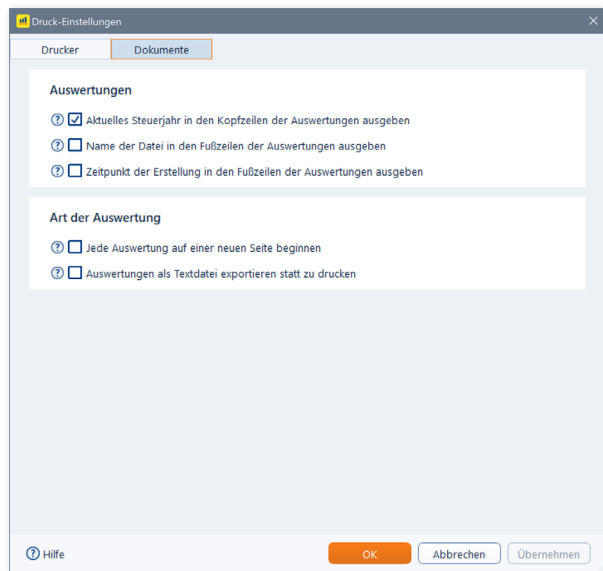 Druck-Einstellungen
Drucker Dokumente
Auswertungen
Aktuelles Steuerjahr in den Kopfzeilen der Auswertungen ausgeben
Name der Datei in den Fußzeilen der Auswertungen ausgeben
Zeitpunkt der Erstellung in den Fußzeilen der Auswertungen ausgeben
Art der Auswertung
Jede Auswertung auf einer neuen Seite beginnen
Auswertungen als Textdatei exportieren statt zu drucken
Hilfe OK Abbrechen Übernehmen